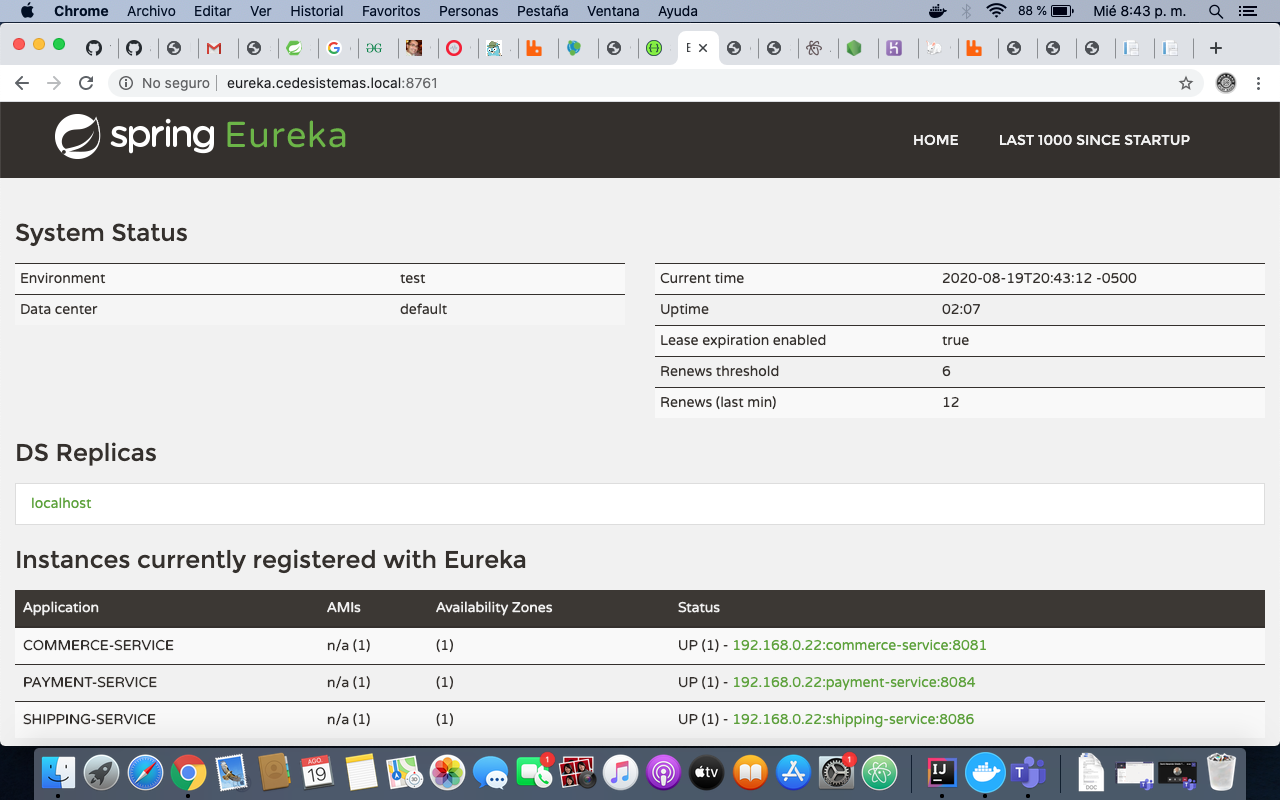 Chrome Archivo Editar Ver Historial Favoritos Personas Pestaña Ventana Ayuda 88 % Mié 8:43 p. m.
E
No seguro eureka.cedesistemas.local:8761
spring Eureka HOME LAST 1000 SINCE STARTUP
System Status
Environment test
Data center default
Current time 2020-08-19T20:43:12 -0500
Uptime 02:07
Lease expiration enabled true
Renews threshold 6
Renews (last min) 12
DS Replicas
localhost
Instances currently registered with Eureka
Application AMIs Availability Zones Status
COMMERCE-SERVICE n/a (1) (1) UP (1) - 192.168.0.22:commerce-service:8081
PAYMENT-SERVICE n/a (1) (1) UP (1) - 192.168.0.22:payment-service:8084
SHIPPING-SERVICE n/a (1) (1) UP (1) - 192.168.0.22:shipping-service:8086
AGO
19
1
tv
1
IJ
DOC